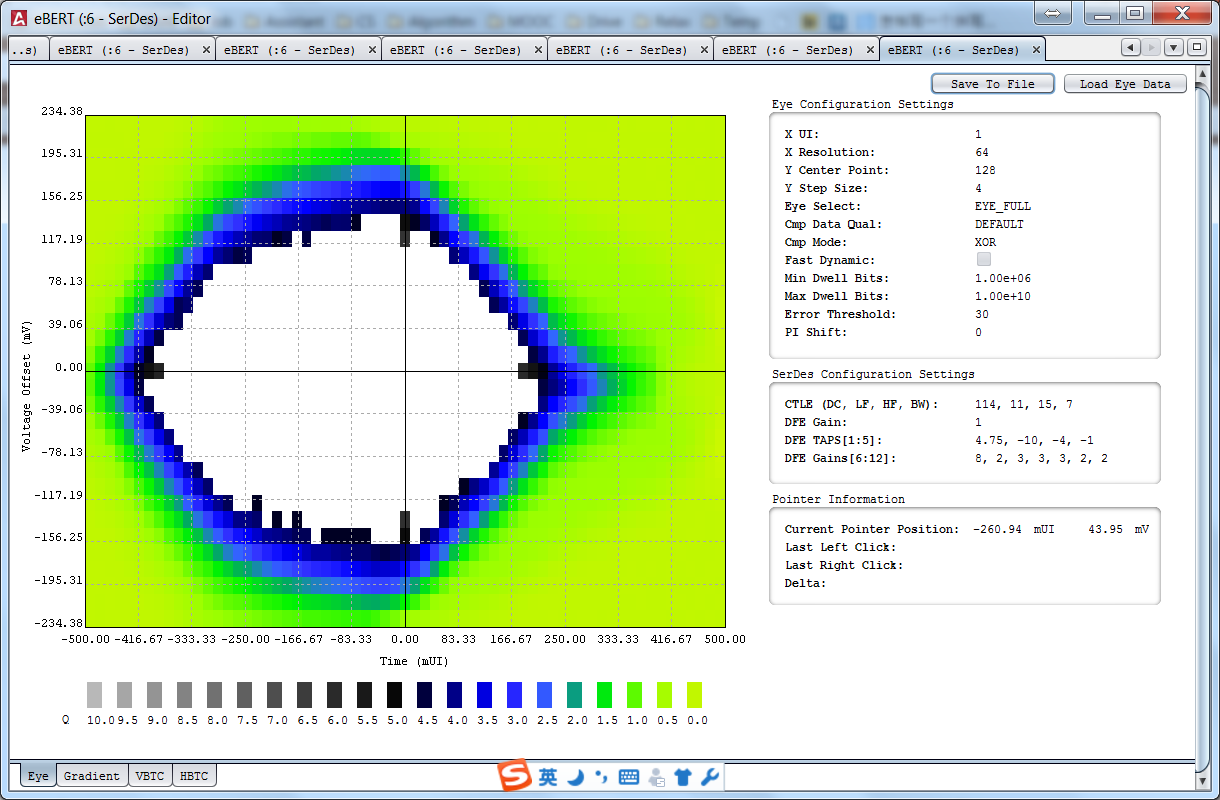 eBERT (:6 - SerDes) - Editor
..s) eBERT (:6 - SerDes) × eBERT (:6 - SerDes) × eBERT (:6 - SerDes) × eBERT (:6 - SerDes) × eBERT (:6 - SerDes) × eBERT (:6 - SerDes) ×
Save To File Load Eye Data
Eye Configuration Settings
X UI: 1
X Resolution: 64
Y Center Point: 128
Y Step Size: 4
Eye Select: EYE_FULL
Cmp Data Qual: DEFAULT
Cmp Mode: XOR
Fast Dynamic:
Min Dwell Bits: 1.00e+06
Max Dwell Bits: 1.00e+10
Error Threshold: 30
PI Shift: 0
SerDes Configuration Settings
CTLE (DC, LF, HF, BW): 114, 11, 15, 7
DFE Gain: 1
DFE TAPS[1:5]: 4.75, -10, -4, -1
DFE Gains[6:12]: 8, 2, 3, 3, 3, 2, 2
Pointer Information
Current Pointer Position: -260.94 mUI 43.95 mV
Last Left Click:
Last Right Click:
Delta:
234.38
195.31
156.25
117.19
78.13
39.06
0.00
-39.06
-78.13
-117.19
-156.25
-195.31
-234.38
Voltage Offset (mV)
-500.00 -416.67 -333.33 -250.00 -166.67 -83.33 0.00 83.33 166.67 250.00 333.33 416.67 500.00
Time (mUI)
Q 10.0 9.5 9.0 8.5 8.0 7.5 7.0 6.5 6.0 5.5 5.0 4.5 4.0 3.5 3.0 2.5 2.0 1.5 1.0 0.5 0.0
Eye Gradient VBTC HBTC
英